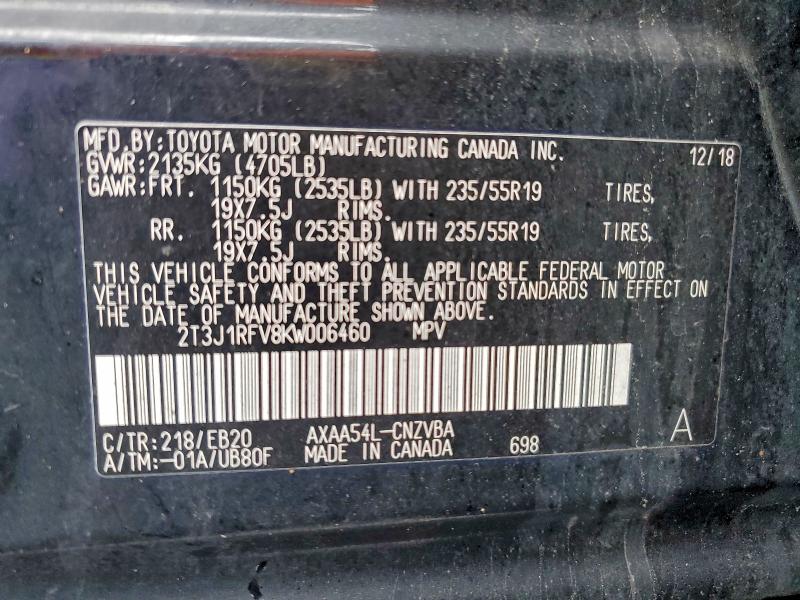 MFD.BY:TOYOTA MOTOR MANUFACTURING CANADA INC. 12/18
GVWR:2135KG (4705LB)
GAWR:FRT. 1150KG (2535LB) WITH 235/55R19 TIRES,
19X7.5J RIMS.
RR. 1150KG (2535LB) WITH 235/55R19 TIRES,
19X7.5J RIMS.
THIS VEHICLE CONFORMS TO ALL APPLICABLE FEDERAL MOTOR
VEHICLE SAFETY AND THEFT PREVENTION STANDARDS IN EFFECT ON
THE DATE OF MANUFACTURE SHOWN ABOVE.
2T3J1RFV8KW006460 MPV
C/TR:218/EB20 AXAA54L-CNZVBA
A/TM:-01A/UB80F MADE IN CANADA 698 A